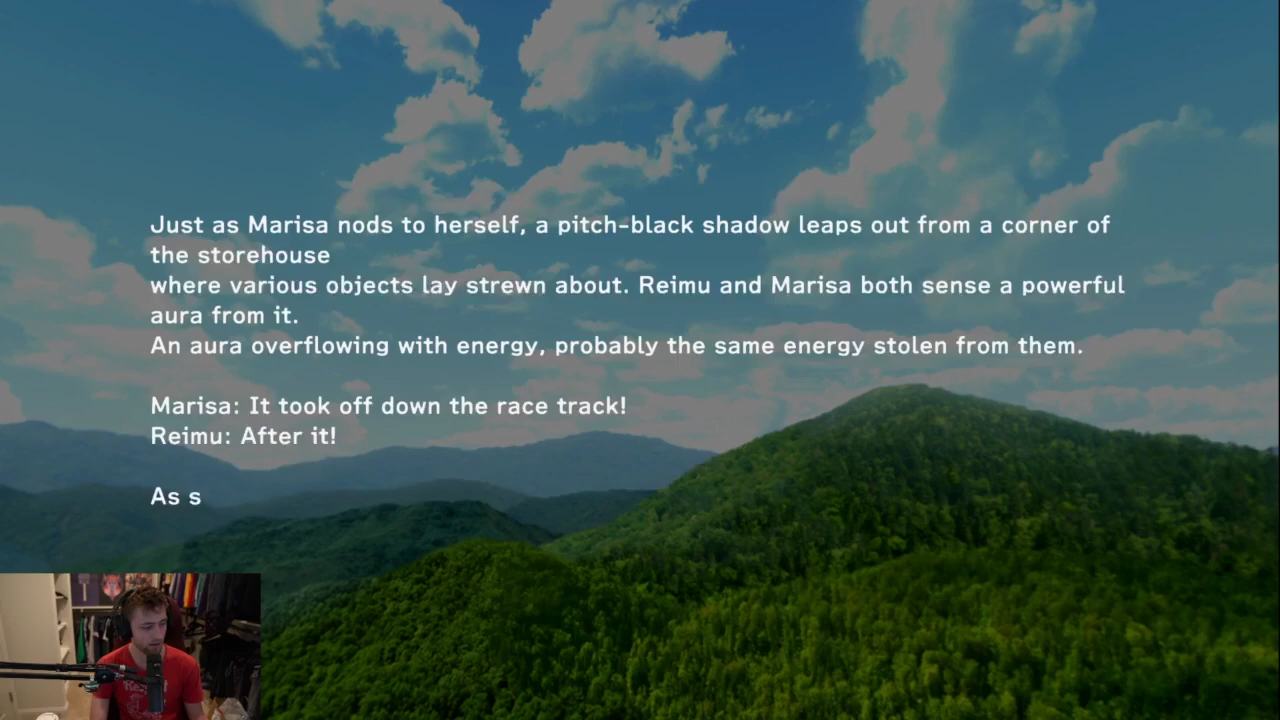 Just as Marisa nods to herself, a pitch-black shadow leaps out from a corner of
the storehouse
where various objects lay strewn about. Reimu and Marisa both sense a powerful
aura from it.
An aura overflowing with energy, probably the same energy stolen from them.
Marisa: It took off down the race track!
Reimu: After it!
As s